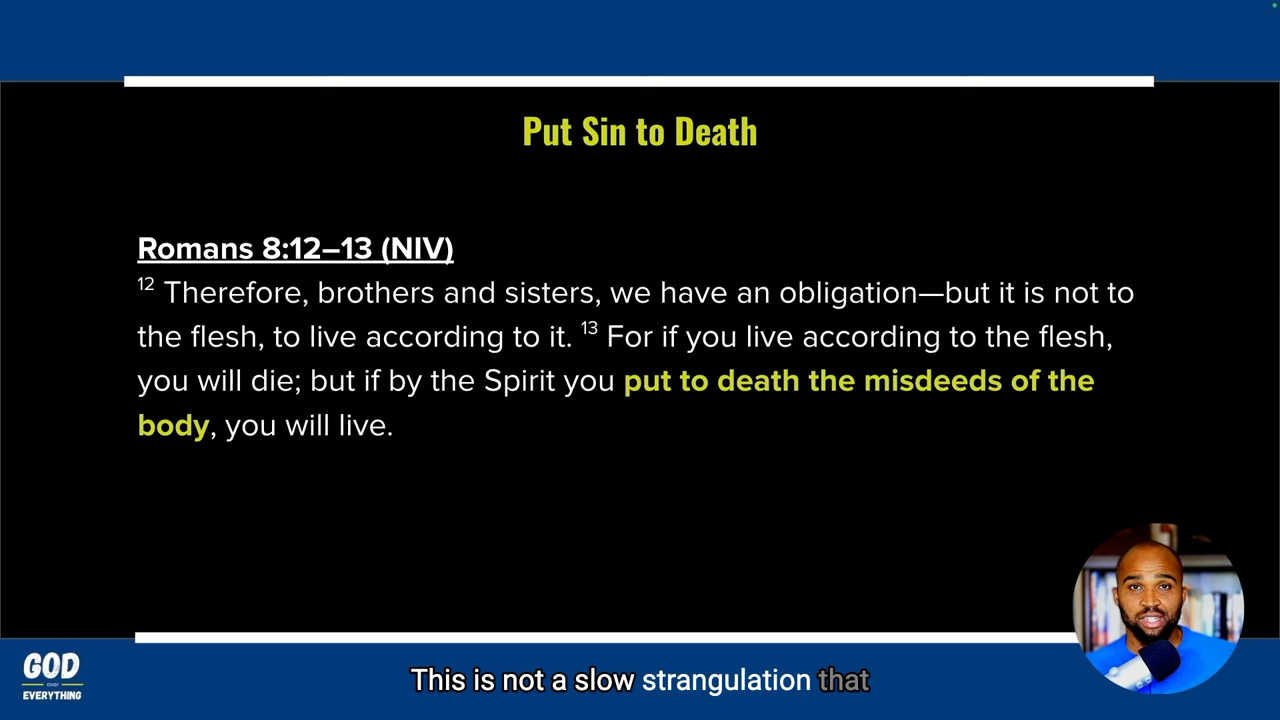 Put Sin to Death
Romans 8:12–13 (NIV)
12 Therefore, brothers and sisters, we have an obligation—but it is not to
the flesh, to live according to it. 13 For if you live according to the flesh,
you will die; but if by the Spirit you put to death the misdeeds of the
body, you will live.
GOD
OVER
EVERYTHING
This is not a slow strangulation that